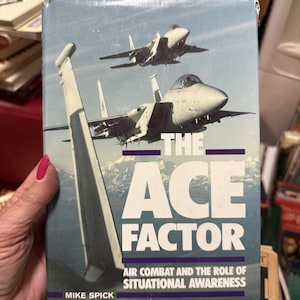 THE
ACE
FACTOR
AIR COMBAT AND THE ROLE OF
SITUATIONAL AWARENESS
MIKE SPICK